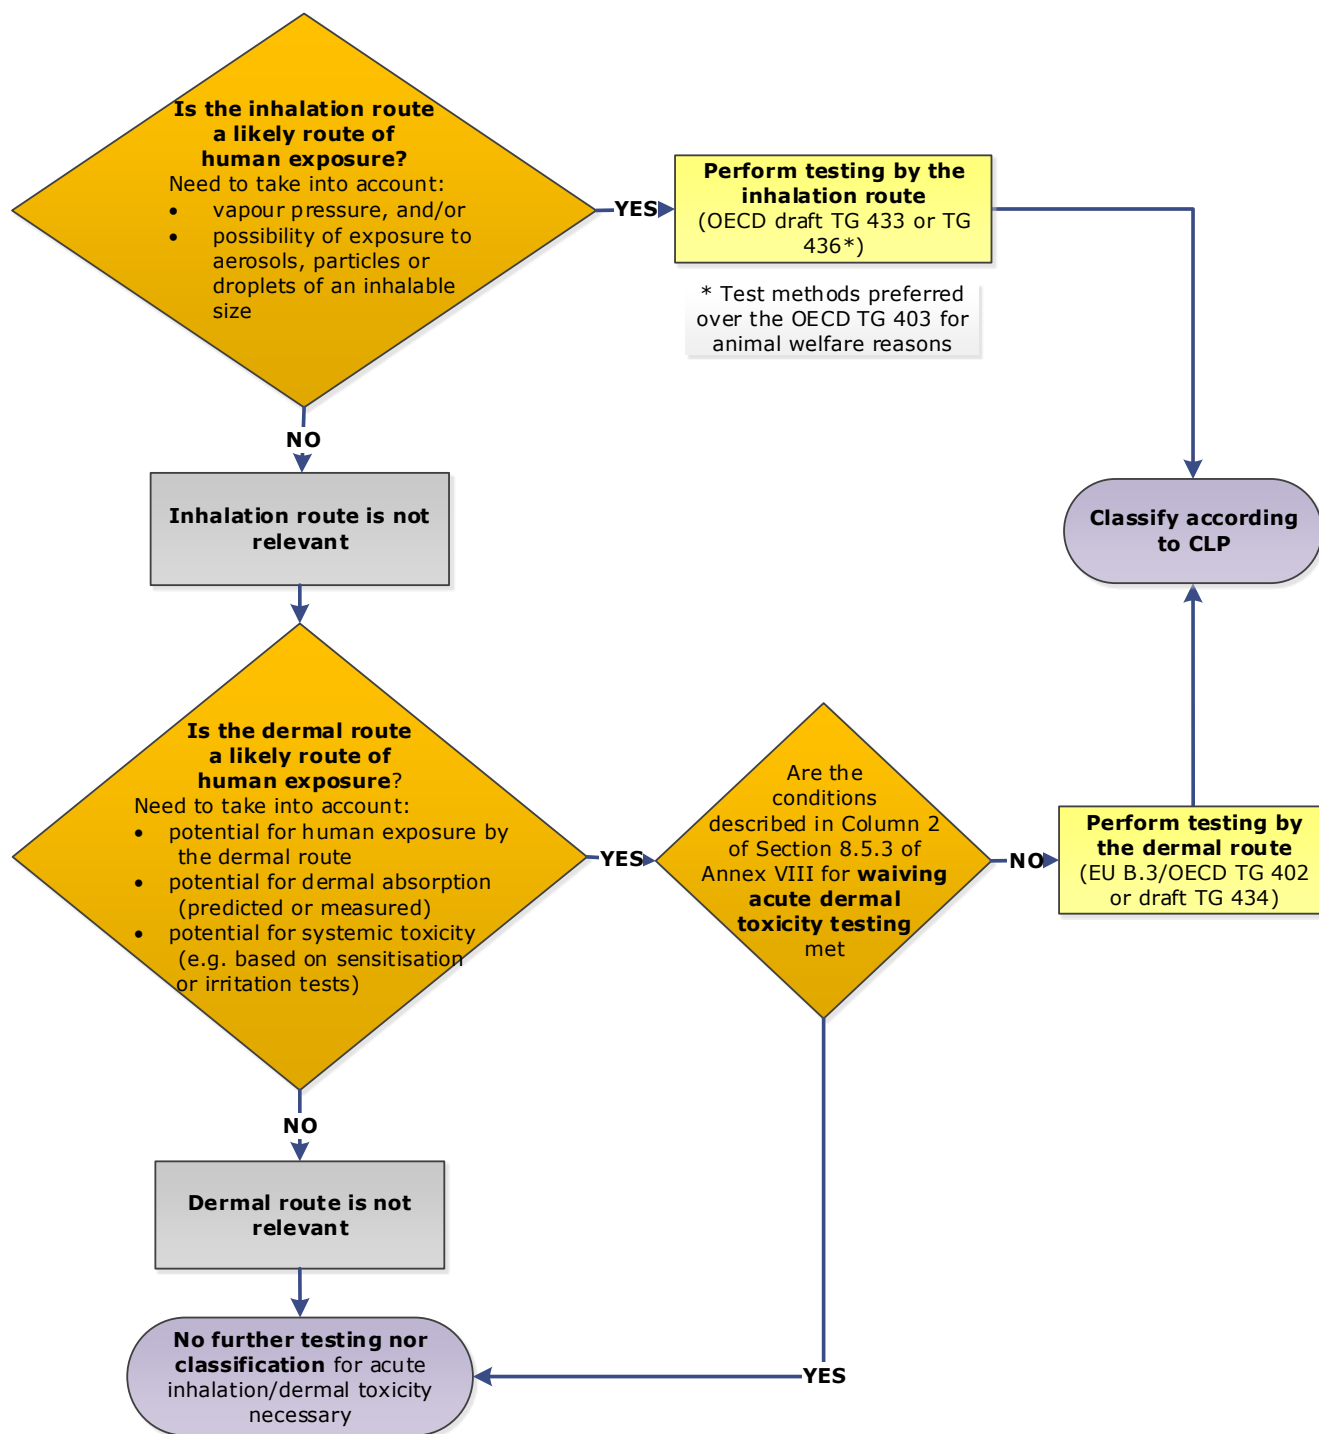 Is the inhalation route
a likely route of
human exposure?
Need to take into account:
• vapour pressure, and/or
• possibility of exposure to
aerosols, particles or
droplets of an inhalable
size
YES
Perform testing by the
inhalation route
(OECD draft TG 433 or TG
436*)
* Test methods preferred
over the OECD TG 403 for
animal welfare reasons
NO
Inhalation route is not
relevant
Classify according
to CLP
Is the dermal route
a likely route of
human exposure?
Need to take into account:
• potential for human exposure by
the dermal route
• potential for dermal absorption
(predicted or measured)
• potential for systemic toxicity
(e.g. based on sensitisation
or irritation tests)
YES
Are the
conditions
described in Column 2
of Section 8.5.3 of
Annex VIII for waiving
acute dermal
toxicity testing
met
NO
Perform testing by
the dermal route
(EU B.3/OECD TG 402
or draft TG 434)
NO
Dermal route is not
relevant
No further testing nor
classification for acute
inhalation/dermal toxicity
necessary
YES